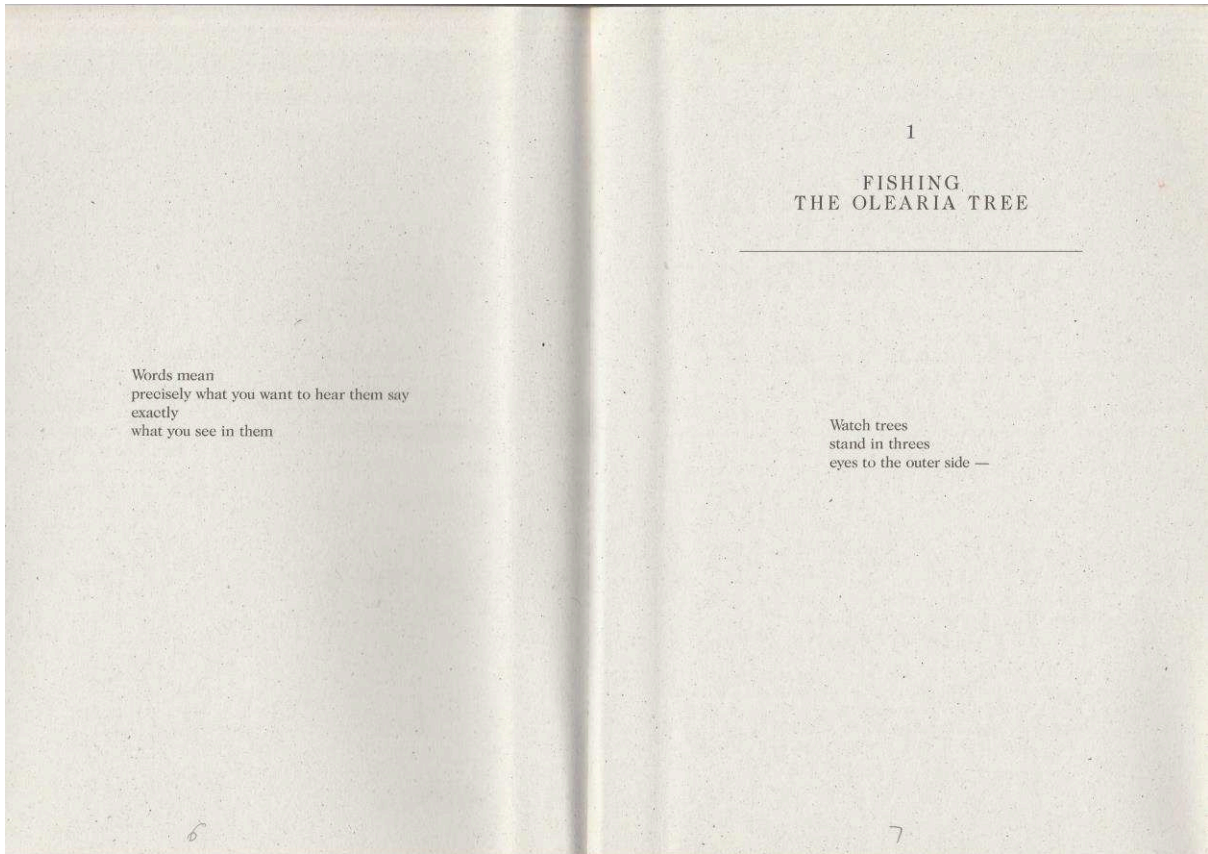 Words mean
precisely what you want to hear them say
exactly
what you see in them
6
1
FISHING
THE OLEARIA TREE
Watch trees
stand in threes
eyes to the outer side —
7